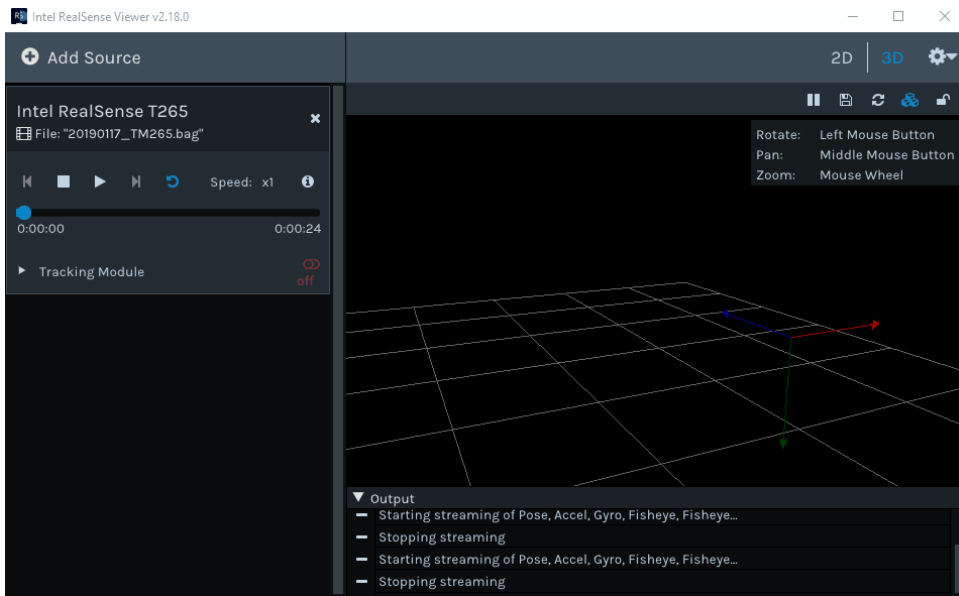 Intel RealSense Viewer v2.18.0
Add Source
2D 3D
Intel RealSense T265
File: "20190117_TM265.bag"
Rotate: Left Mouse Button
Pan: Middle Mouse Button
Zoom: Mouse Wheel
Speed: x1
0:00:00 0:00:24
Tracking Module
off
Output
Starting streaming of Pose, Accel, Gyro, Fisheye, Fisheye...
Stopping streaming
Starting streaming of Pose, Accel, Gyro, Fisheye, Fisheye...
Stopping streaming